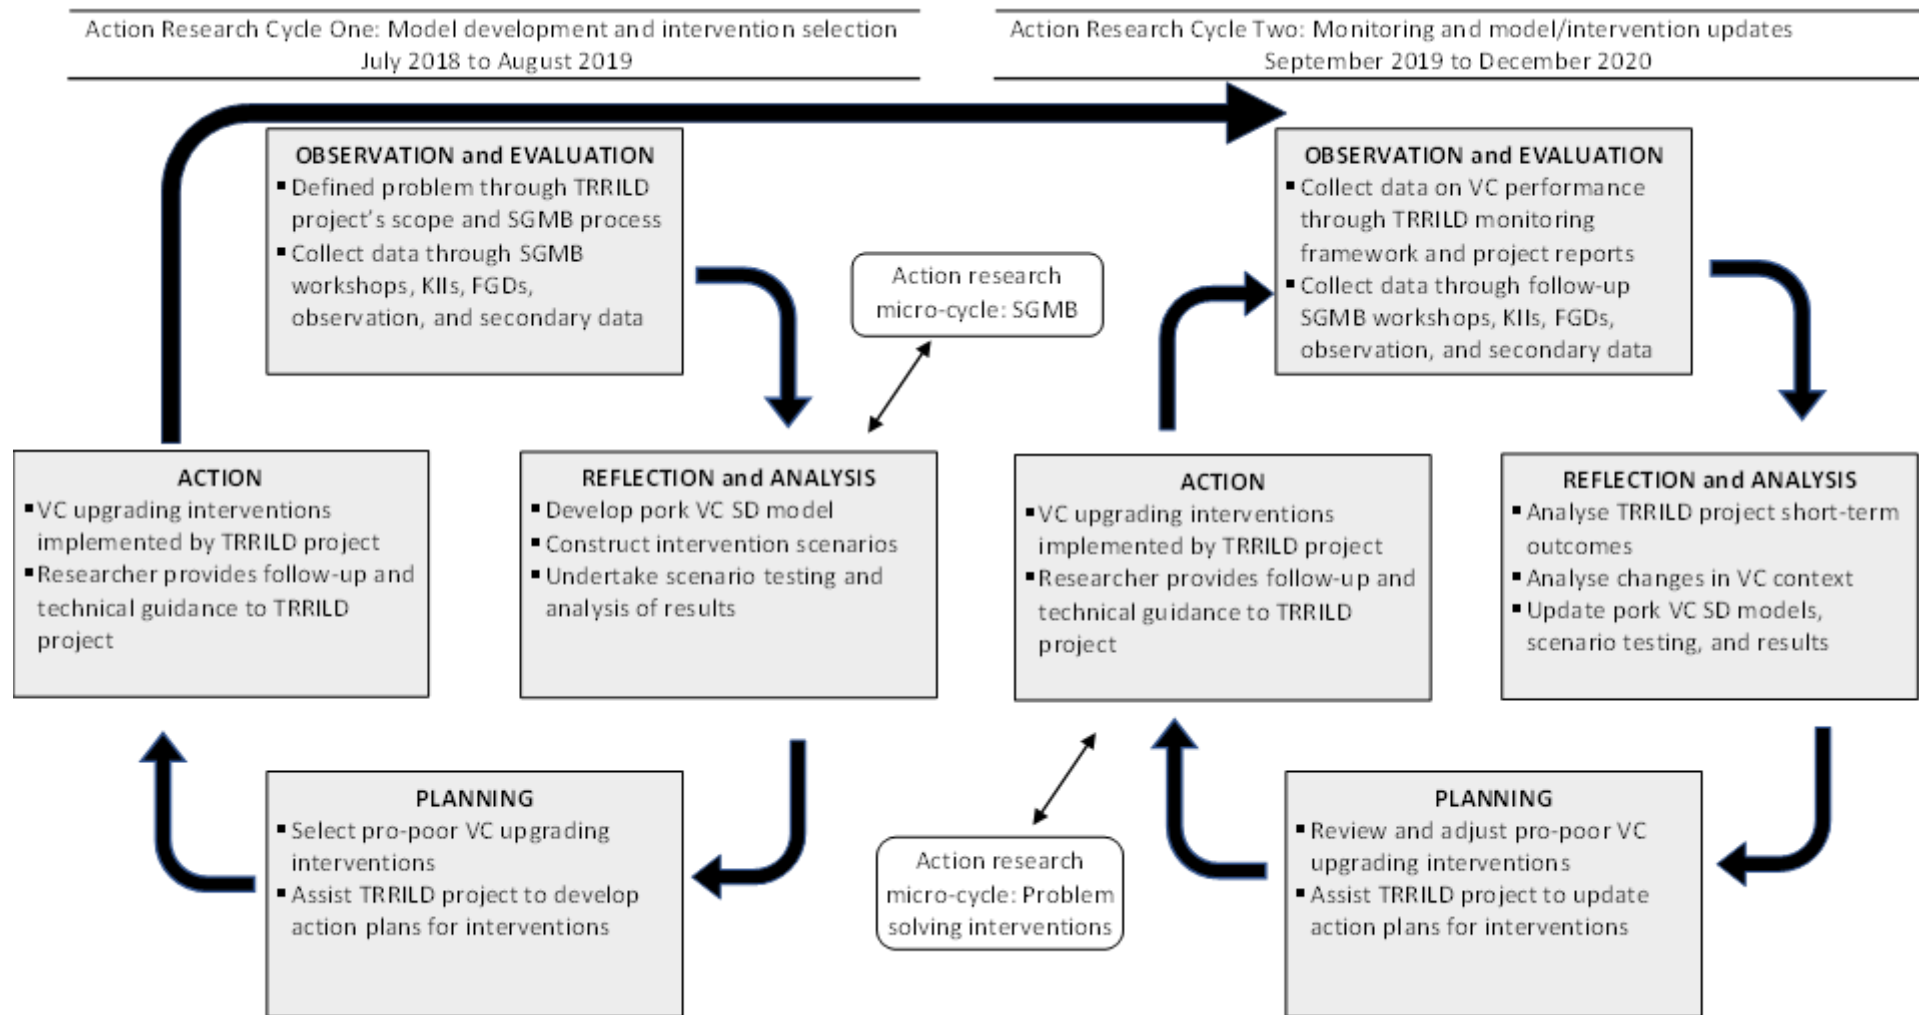 Action Research Cycle One: Model development and intervention selection
July 2018 to August 2019
Action Research Cycle Two: Monitoring and model/intervention updates
September 2019 to December 2020
OBSERVATION and EVALUATION
▪ Defined problem through TRRILD
project's scope and SGMB process
▪ Collect data through SGMB
workshops, KIIs, FGDs,
observation, and secondary data
Action research
micro-cycle: SGMB
OBSERVATION and EVALUATION
▪ Collect data on VC performance
through TRRILD monitoring
framework and project reports
▪ Collect data through follow-up
SGMB workshops, KIIs, FGDs,
observation, and secondary data
ACTION
▪ VC upgrading interventions
implemented by TRRILD project
▪ Researcher provides follow-up and
technical guidance to TRRILD
project
REFLECTION and ANALYSIS
▪ Develop pork VC SD model
▪ Construct intervention scenarios
▪ Undertake scenario testing and
analysis of results
ACTION
▪ VC upgrading interventions
implemented by TRRILD project
▪ Researcher provides follow-up and
technical guidance to TRRILD
project
REFLECTION and ANALYSIS
▪ Analyse TRRILD project short-term
outcomes
▪ Analyse changes in VC context
▪ Update pork VC SD models,
scenario testing, and results
PLANNING
▪ Select pro-poor VC upgrading
interventions
▪ Assist TRRILD project to develop
action plans for interventions
Action research
micro-cycle: Problem
solving interventions
PLANNING
▪ Review and adjust pro-poor VC
upgrading interventions
▪ Assist TRRILD project to update
action plans for interventions